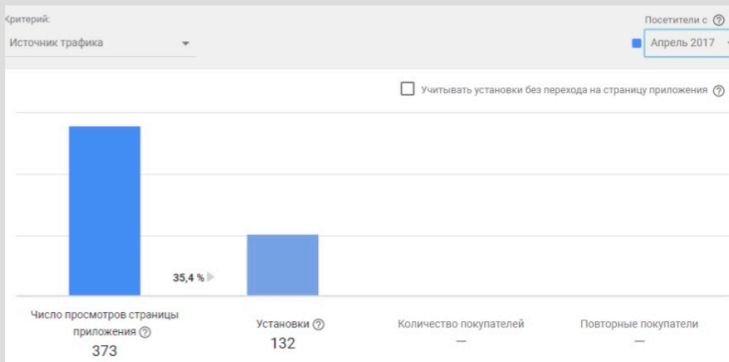 Критерий:
Посетители с
Источник трафика
Апрель 2017
Учитывать установки без перехода на страницу приложения
35,4 %
Число просмотров страницы
приложения
373
Установки
132
Количество покупателей
—
Повторные покупатели
—